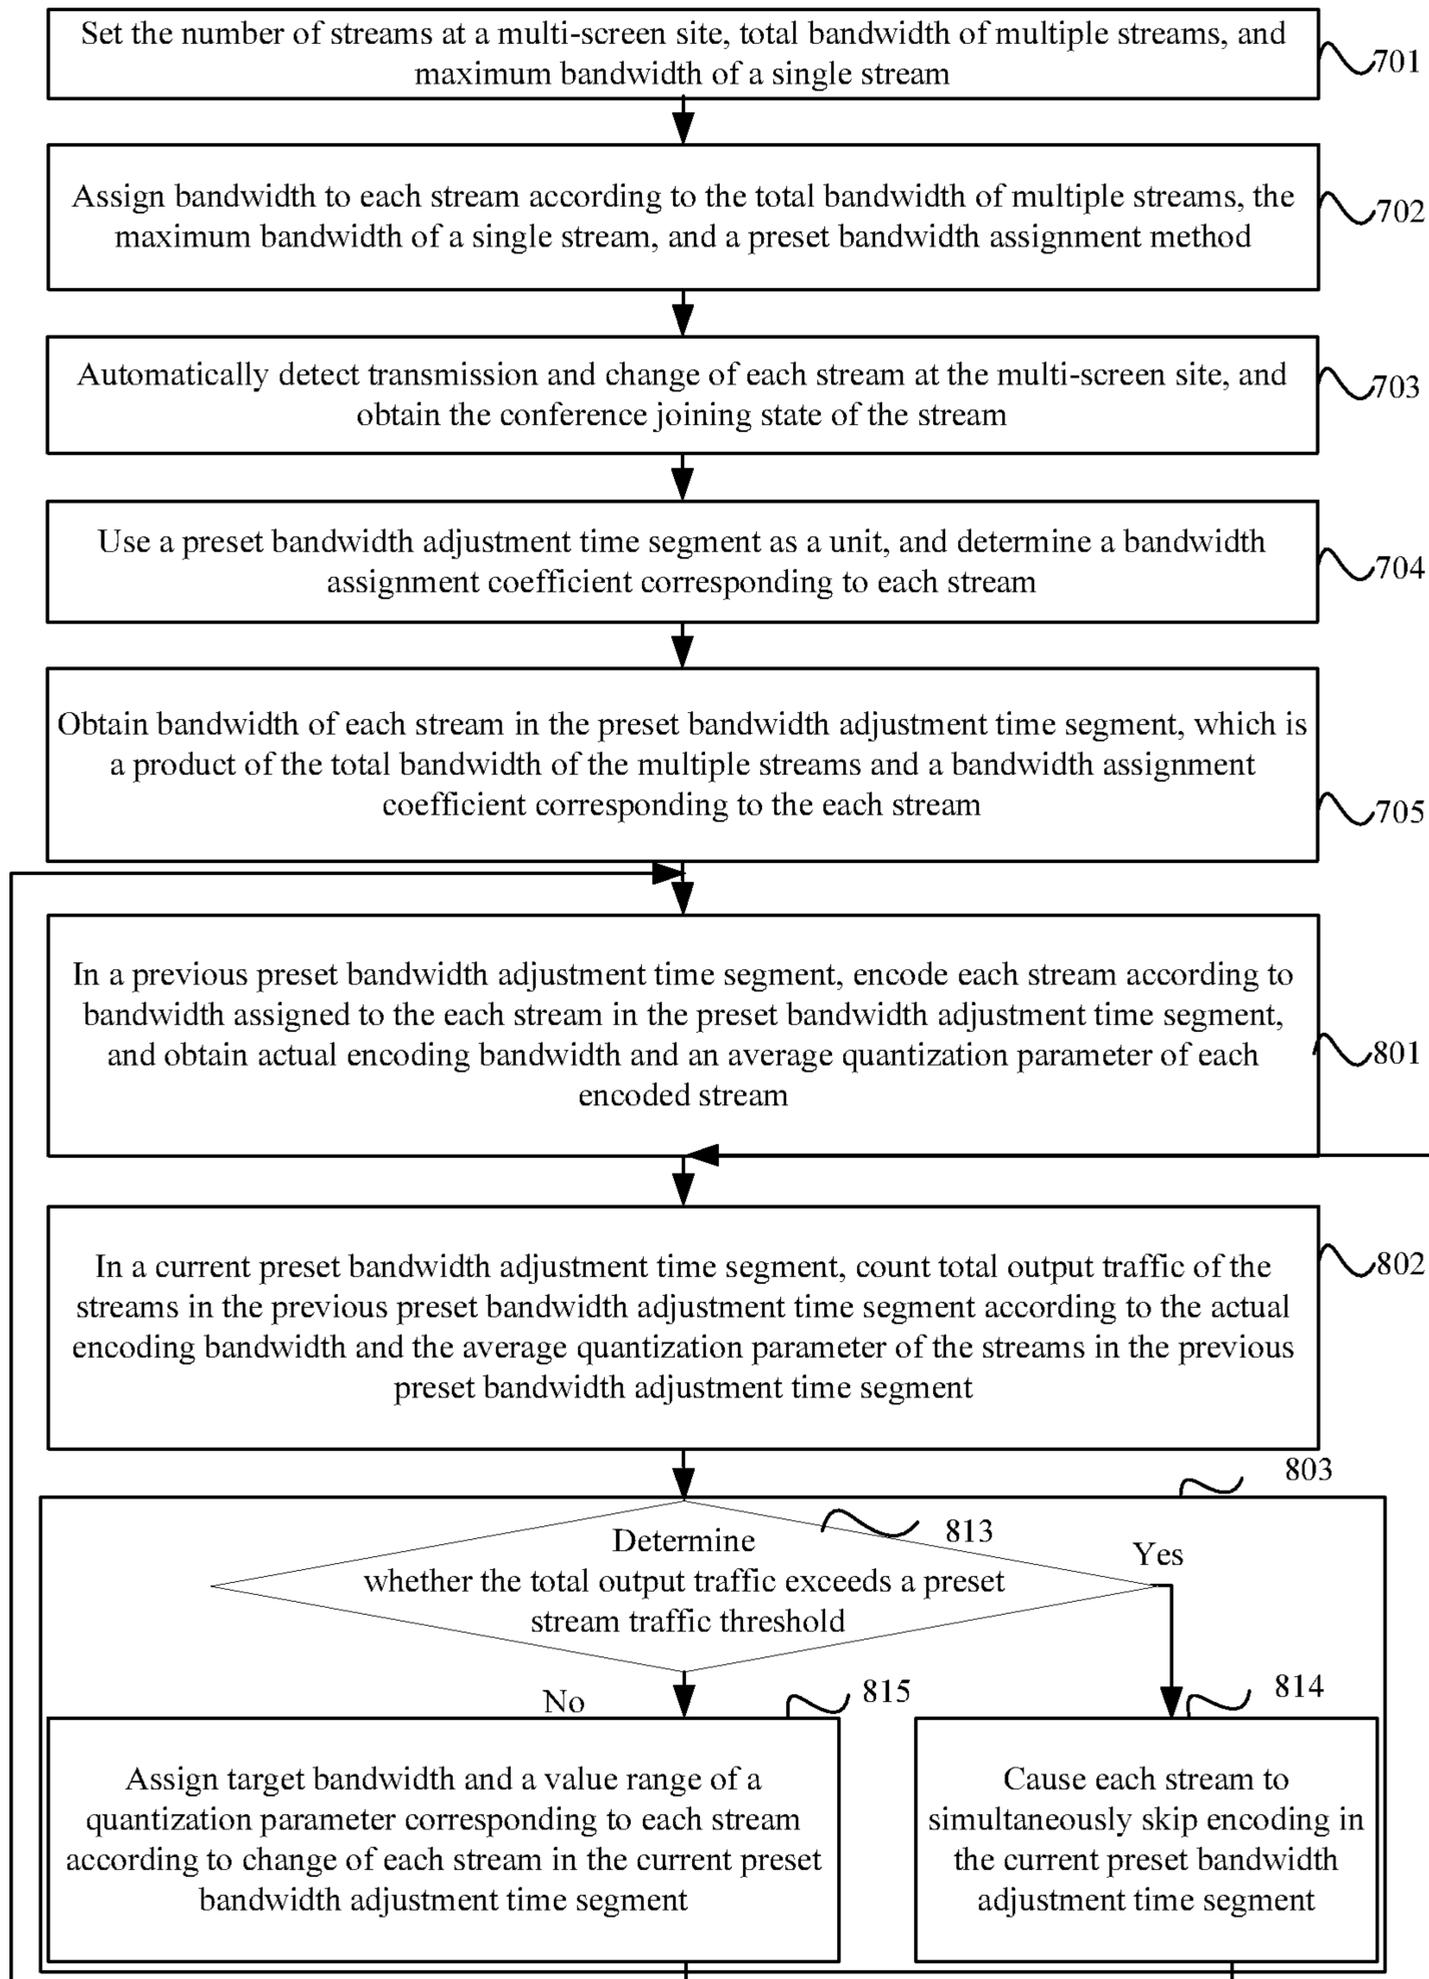 Set the number of streams at a multi-screen site, total bandwidth of multiple streams, and
maximum bandwidth of a single stream
701
Assign bandwidth to each stream according to the total bandwidth of multiple streams, the
maximum bandwidth of a single stream, and a preset bandwidth assignment method
702
Automatically detect transmission and change of each stream at the multi-screen site, and
obtain the conference joining state of the stream
703
Use a preset bandwidth adjustment time segment as a unit, and determine a bandwidth
assignment coefficient corresponding to each stream
704
Obtain bandwidth of each stream in the preset bandwidth adjustment time segment, which is
a product of the total bandwidth of the multiple streams and a bandwidth assignment
coefficient corresponding to the each stream
705
In a previous preset bandwidth adjustment time segment, encode each stream according to
bandwidth assigned to the each stream in the preset bandwidth adjustment time segment,
and obtain actual encoding bandwidth and an average quantization parameter of each
encoded stream
801
In a current preset bandwidth adjustment time segment, count total output traffic of the
streams in the previous preset bandwidth adjustment time segment according to the actual
encoding bandwidth and the average quantization parameter of the streams in the previous
preset bandwidth adjustment time segment
802
803
Determine
whether the total output traffic exceeds a preset
stream traffic threshold
813
Yes
No
815
814
Assign target bandwidth and a value range of a
quantization parameter corresponding to each stream
according to change of each stream in the current preset
bandwidth adjustment time segment
Cause each stream to
simultaneously skip encoding in
the current preset bandwidth
adjustment time segment